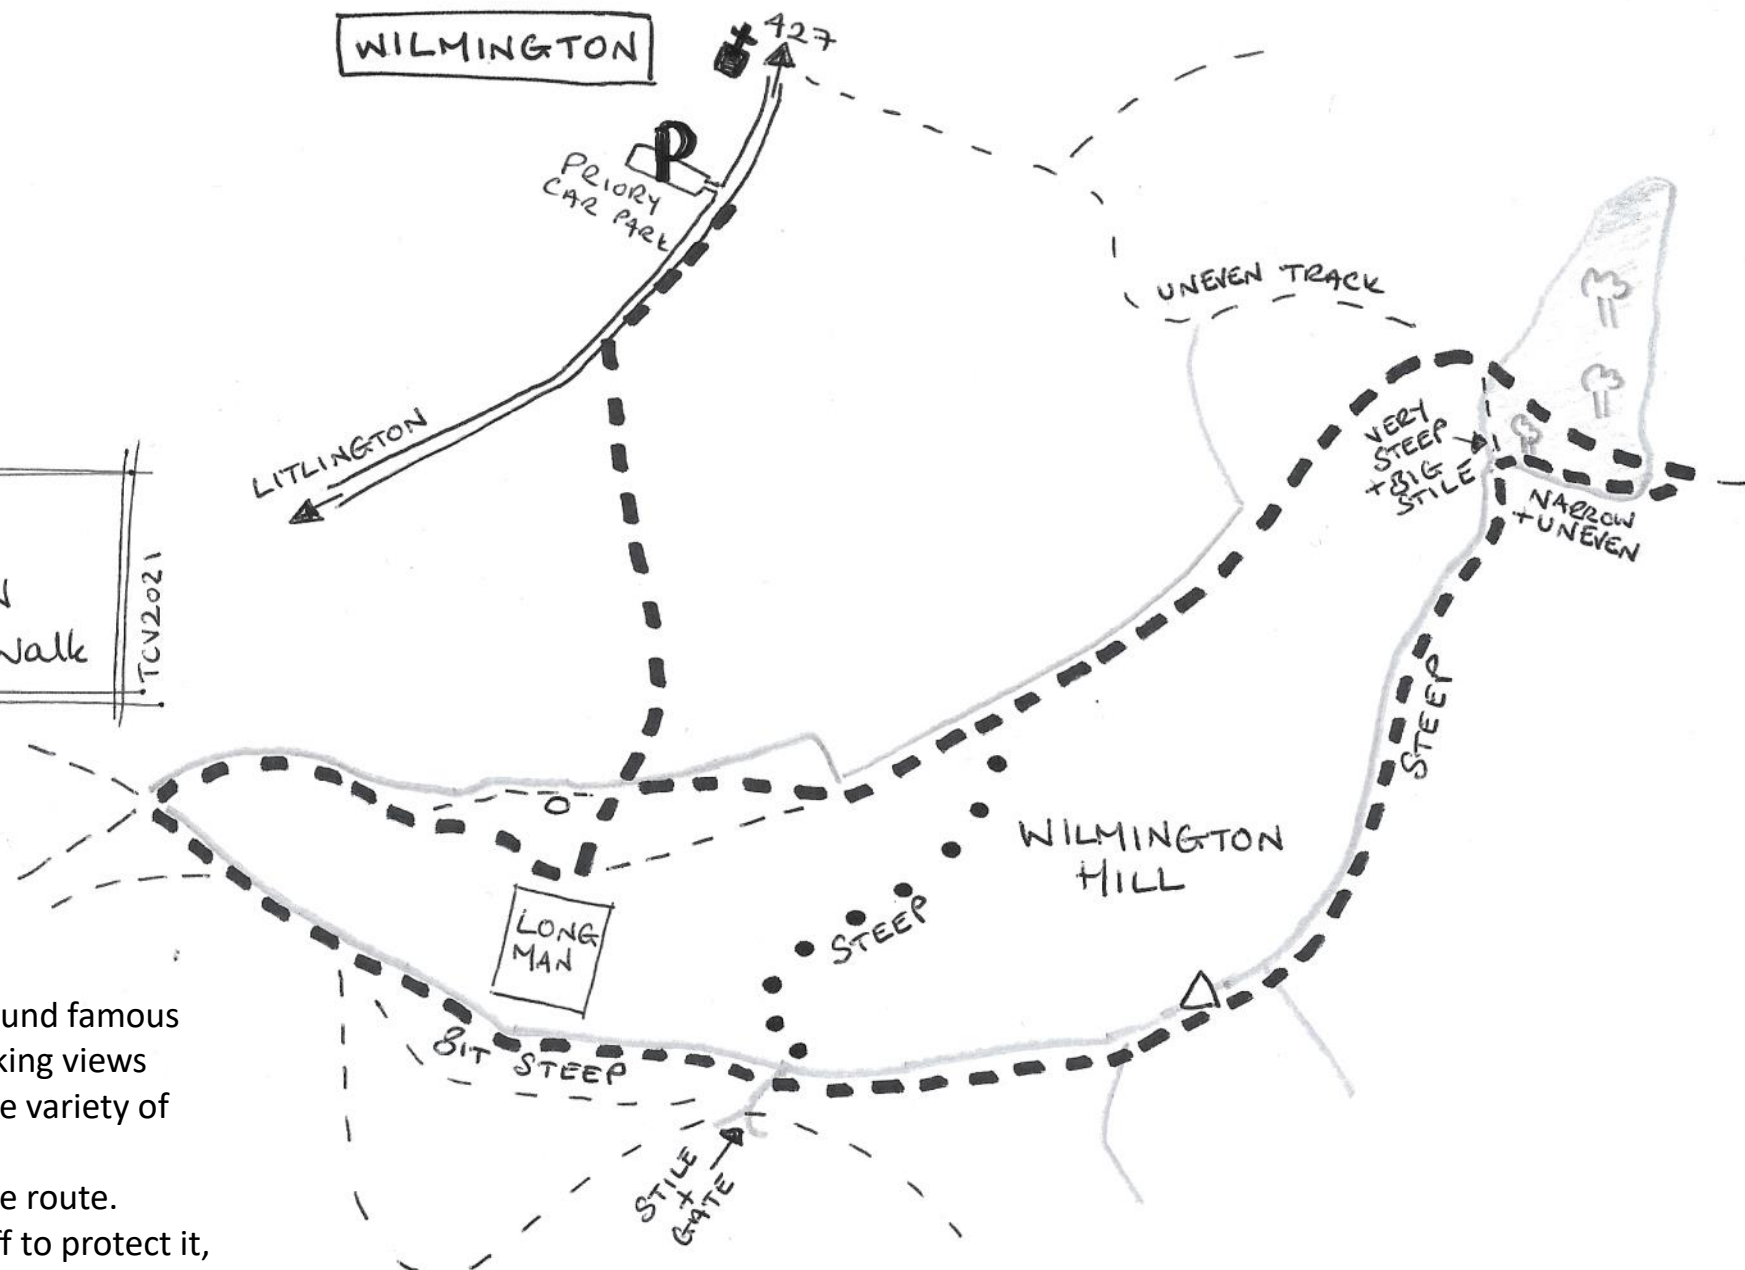 WILMINGTON
427
P
PRIORY
CAR PARK
UNEVEN TRACK
LITLINGTON
VERY
STEEP
+ BIG
STILE
NARROW
+ UNEVEN
TCV2021
Walk
STEEP
WILMINGTON
HILL
STEEP
LONG
MAN
BIT STEEP
STILE
+
GATE
und famous
king views
e variety of
e route.
ff to protect it,